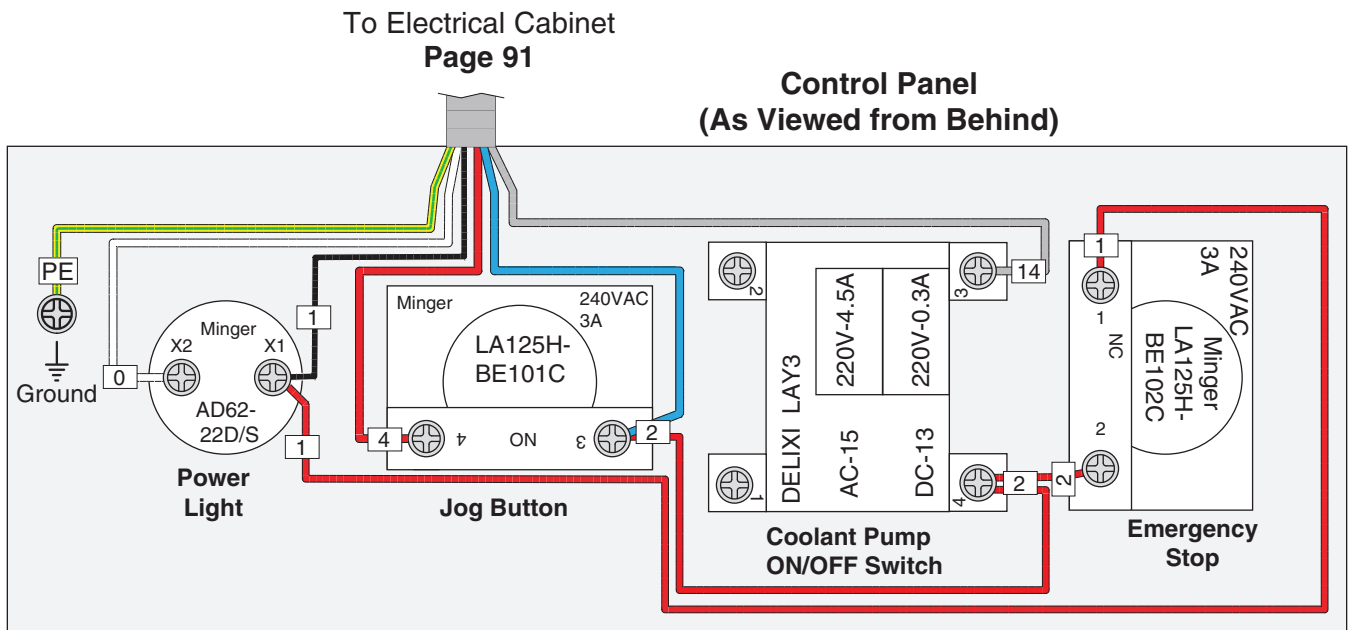 To Electrical Cabinet
Page 91
Control Panel
(As Viewed from Behind)
PE
Ground
0
Minger
X2
X1
AD62-
22D/S
1
1
Power
Light
Minger
240VAC
3A
LA125H-
BE101C
4
4
NO
3
2
Jog Button
2
1
DELIXI LAY3
220V-4.5A
220V-0.3A
AC-15
DC-13
3
14
4
2
Coolant Pump
ON/OFF Switch
1
1
NC
2
2
240VAC
3A
Minger
LA125H-
BE102C
Emergency
Stop